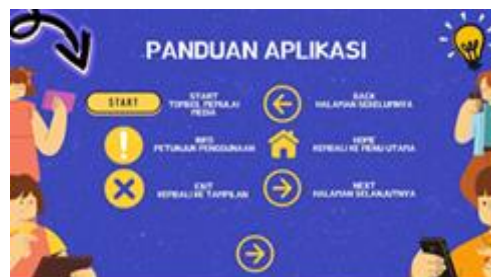 PANDUAN APLIKASI
START
START
TOMBOL MEMULAI
MEDIA
BACK
HALAMAN SEBELUMNYA
INFO
PETUNJUK PENGGUNAAN
HOME
KEMBALI KE MENU UTAMA
EXIT
KEMBALI KE TAMPILAN
NEXT
HALAMAN SELANJUTNYA